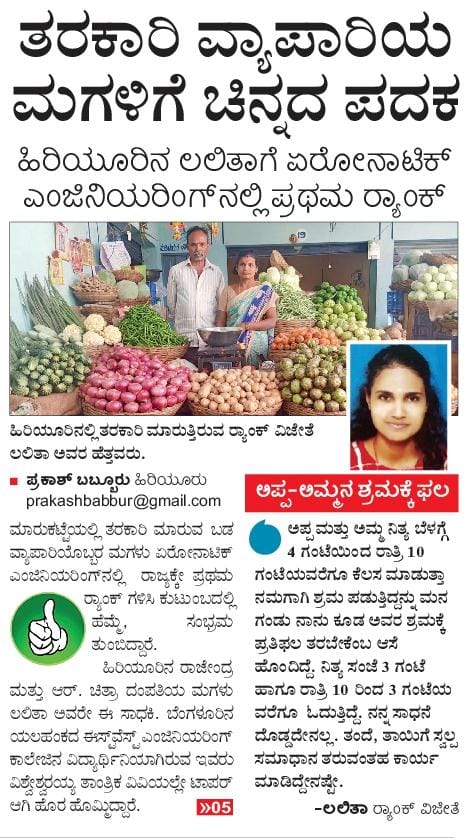 ತರಕಾರಿ ವ್ಯಾಪಾರಿಯ
ಮಗಳಿಗೆ ಚಿನ್ನದ ಪದಕ
ಹಿರಿಯೂರಿನ ಲಲಿತಾಗೆ ಏರೋನಾಟಿಕ್
ಎಂಜಿನಿಯರಿಂಗ್‌ನಲ್ಲಿ ಪ್ರಥಮ ರ‍್ಯಾಂಕ್
ಹಿರಿಯೂರಿನಲ್ಲಿ ತರಕಾರಿ ಮಾರುತ್ತಿರುವ ರ‍್ಯಾಂಕ್ ವಿಜೇತೆ
ಲಲಿತಾ ಅವರ ಹೆತ್ತವರು.
■ ಪ್ರಕಾಶ್ ಬಬ್ಬೂರು ಹಿರಿಯೂರು
prakashbabbur@gmail.com
ಮಾರುಕಟ್ಟೆಯಲ್ಲಿ ತರಕಾರಿ ಮಾರುವ ಬಡ
ವ್ಯಾಪಾರಿಯೊಬ್ಬರ ಮಗಳು ಏರೋನಾಟಿಕ್
ಎಂಜಿನಿಯರಿಂಗ್‌ನಲ್ಲಿ ರಾಜ್ಯಕ್ಕೇ ಪ್ರಥಮ
ರ‍್ಯಾಂಕ್ ಗಳಿಸಿ ಕುಟುಂಬದಲ್ಲಿ
ಹೆಮ್ಮೆ, ಸಂಭ್ರಮ
ತುಂಬಿದ್ದಾರೆ.
ಹಿರಿಯೂರಿನ ರಾಜೇಂದ್ರ
ಮತ್ತು ಆರ್. ಚಿತ್ರಾ ದಂಪತಿಯ ಮಗಳು
ಲಲಿತಾ ಅವರೇ ಈ ಸಾಧಕಿ. ಬೆಂಗಳೂರಿನ
ಯಲಹಂಕದ ಈಸ್ಟ್‌ವೆಸ್ಟ್ ಎಂಜಿನಿಯರಿಂಗ್
ಕಾಲೇಜಿನ ವಿದ್ಯಾರ್ಥಿನಿಯಾಗಿರುವ ಇವರು
ವಿಶ್ವೇಶ್ವರಯ್ಯ ತಾಂತ್ರಿಕ ವಿವಿಯಲ್ಲೇ ಟಾಪರ್
ಆಗಿ ಹೊರ ಹೊಮ್ಮಿದ್ದಾರೆ. »05
ಅಪ್ಪ-ಅಮ್ಮನ ಶ್ರಮಕ್ಕೆ ಫಲ
ಅಪ್ಪ ಮತ್ತು ಅಮ್ಮ ನಿತ್ಯ ಬೆಳಗ್ಗೆ
4 ಗಂಟೆಯಿಂದ ರಾತ್ರಿ 10
ಗಂಟೆಯವರೆಗೂ ಕೆಲಸ ಮಾಡುತ್ತಾ
ನಮಗಾಗಿ ಶ್ರಮ ಪಡುತ್ತಿದ್ದನ್ನು ಮನ
ಗಂಡು ನಾನು ಕೂಡ ಅವರ ಶ್ರಮಕ್ಕೆ
ಪ್ರತಿಫಲ ತರಬೇಕೆಂಬ ಆಸೆ
ಹೊಂದಿದ್ದೆ. ನಿತ್ಯ ಸಂಜೆ 3 ಗಂಟೆ
ಹಾಗೂ ರಾತ್ರಿ 10 ರಿಂದ 3 ಗಂಟೆಯ
ವರೆಗೂ ಓದುತ್ತಿದ್ದೆ. ನನ್ನ ಸಾಧನೆ
ದೊಡ್ಡದೇನಲ್ಲ. ತಂದೆ, ತಾಯಿಗೆ ಸ್ವಲ್ಪ
ಸಮಾಧಾನ ತರುವಂತಹ ಕಾರ್ಯ
ಮಾಡಿದ್ದೇನಷ್ಟೇ.
-ಲಲಿತಾ ರ‍್ಯಾಂಕ್ ವಿಜೇತೆ